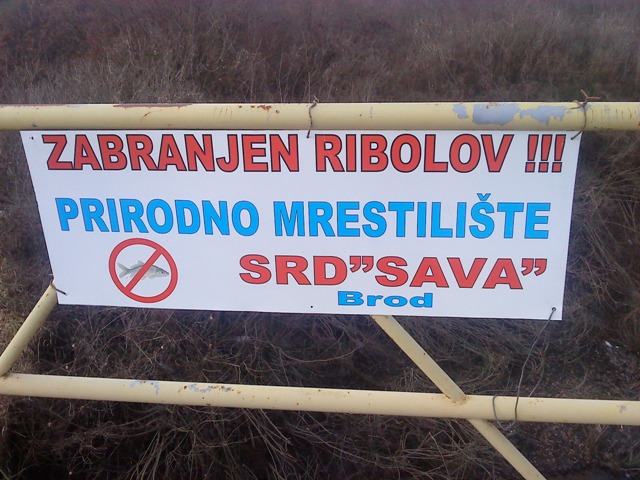 ZABRANJEN RIBOLOV !!!
PRIRODNO MRESTILIŠTE
SRD"SAVA"
Brod